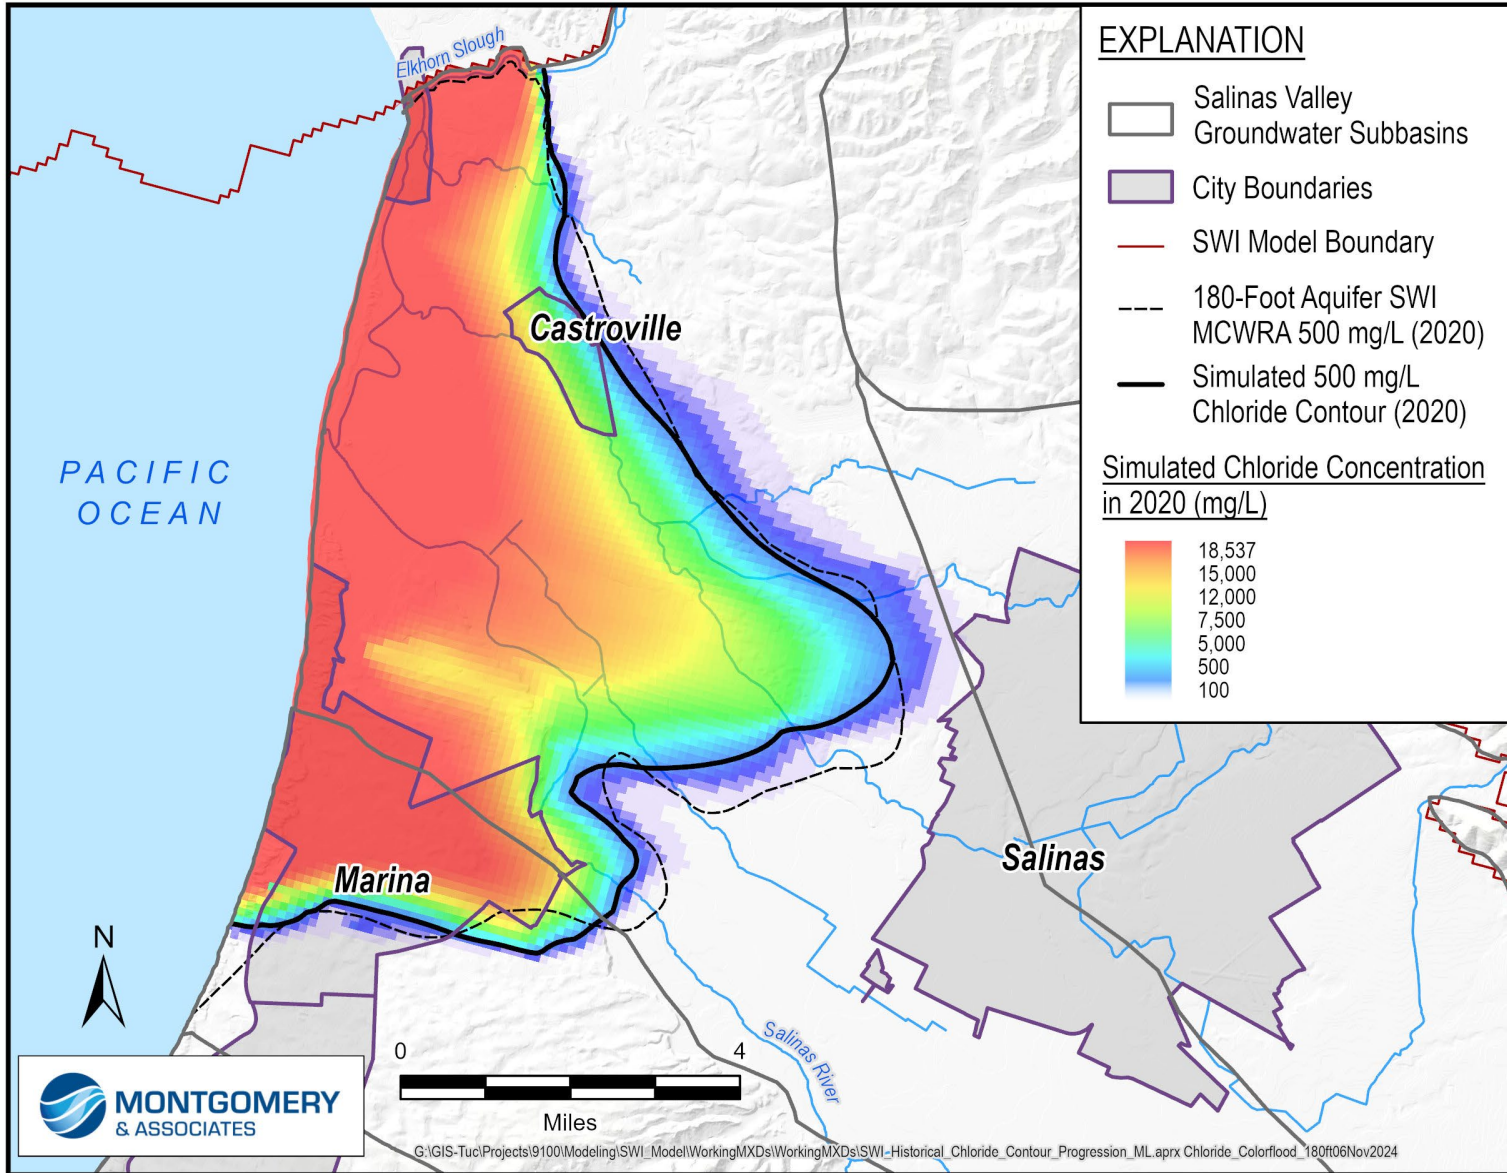 Elkhorn Slough
Castroville
PACIFIC
OCEAN
Marina
Salinas
N
0
4
Miles
Salinas River
MONTGOMERY
& ASSOCIATES
G:\GIS-Tuc\Projects\9100\Modeling\SWI_Model\WorkingMXDs\WorkingMXDs\SWI_Historical_Chloride_Contour_Progression_ML.aprx Chloride_Colorflood_180ft06Nov2024
EXPLANATION
Salinas Valley
Groundwater Subbasins
City Boundaries
SWI Model Boundary
180-Foot Aquifer SWI
MCWRA 500 mg/L (2020)
Simulated 500 mg/L
Chloride Contour (2020)
Simulated Chloride Concentration
in 2020 (mg/L)
18,537
15,000
12,000
7,500
5,000
500
100